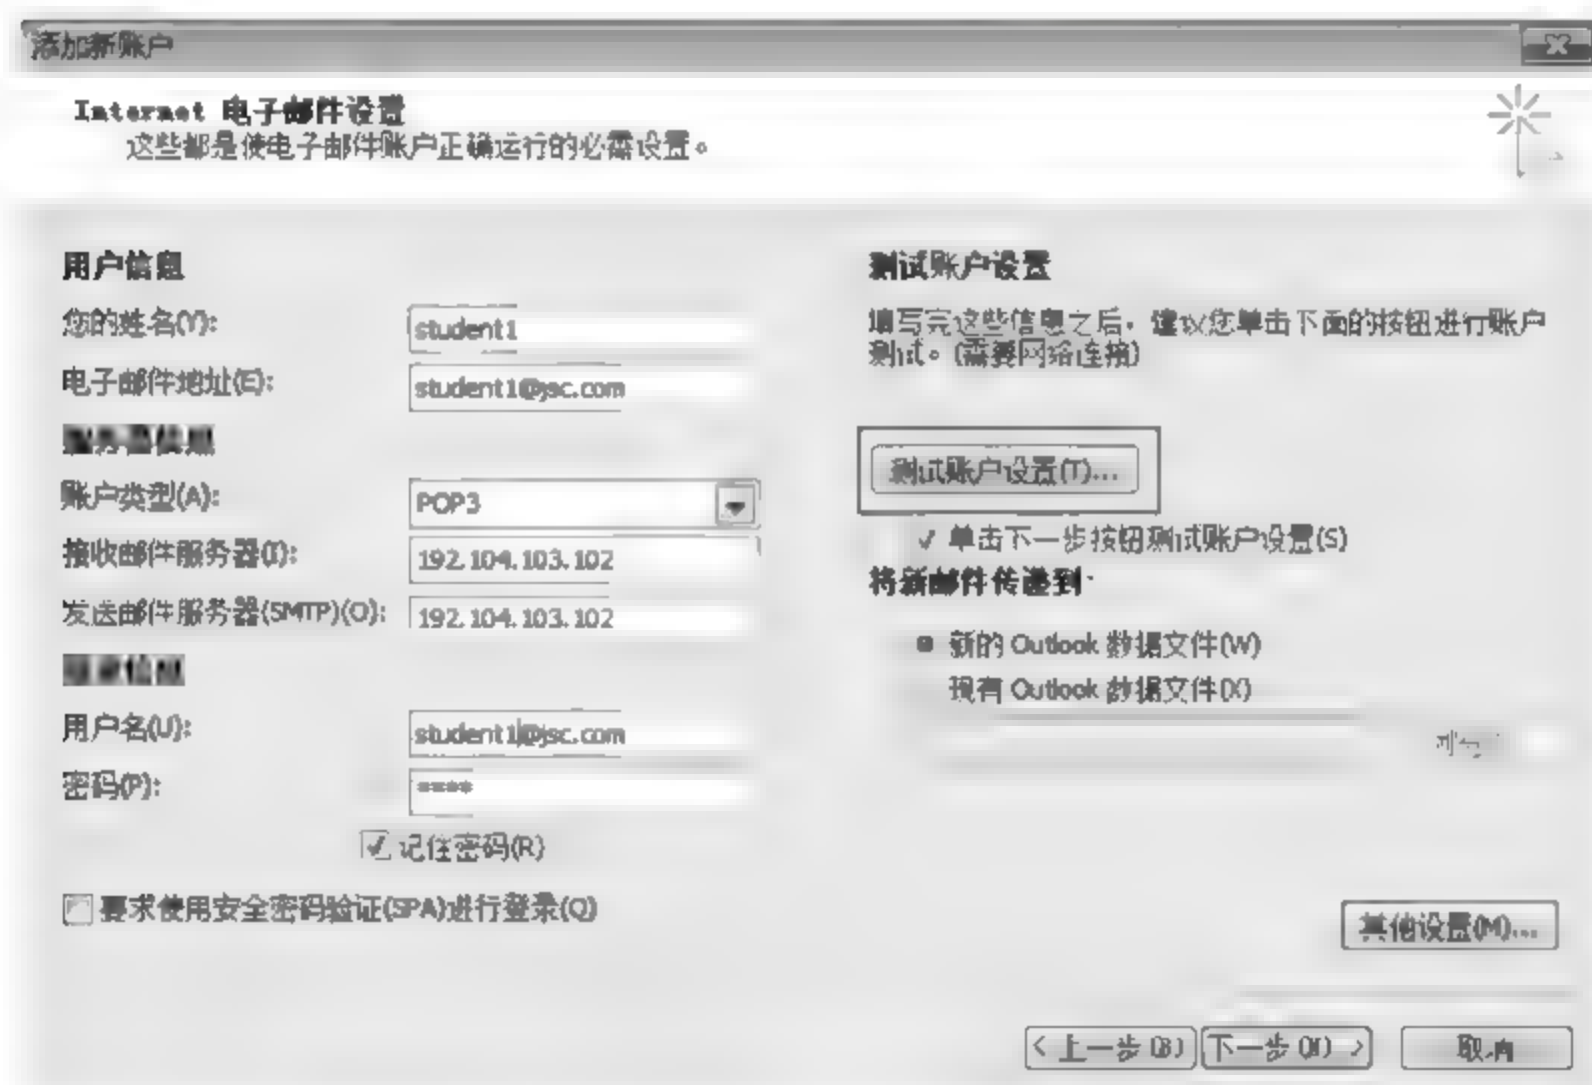 添加新账户
Internet 电子邮件设置
这些都是使电子邮件账户正确运行的必需设置。
用户信息
您的姓名(Y):
student1
电子邮件地址(E):
student1@jsc.com
服务器信息
账户类型(A):
POP3
接收邮件服务器(I):
192.104.103.102
发送邮件服务器(SMTP)(O):
192.104.103.102
登录信息
用户名(U):
student1@jsc.com
密码(P):
****
记住密码(R)
要求使用安全密码验证(SPA)进行登录(Q)
测试账户设置
填写完这些信息之后，建议您单击下面的按钮进行账户
测试。(需要网络连接)
测试账户设置(T)...
单击下一步按钮测试账户设置(S)
将新邮件传递到:
新的 Outlook 数据文件(W)
现有 Outlook 数据文件(X)
其他设置(M)...
< 上一步(B)
下一步(N) >
取消